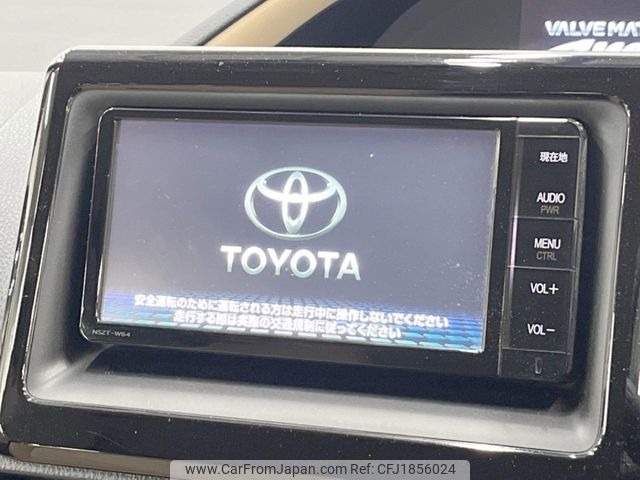 VALVEMAT
現在地
AUDIO
PWR
MENU
CTRL
VOL+
VOL−
TOYOTA
安全運転のために運転される方は走行中に操作しないでください
走行する際は実際の交通規制に従ってください
NSZT-W64
www.CarFromJapan.com Ref: CFJ1856024